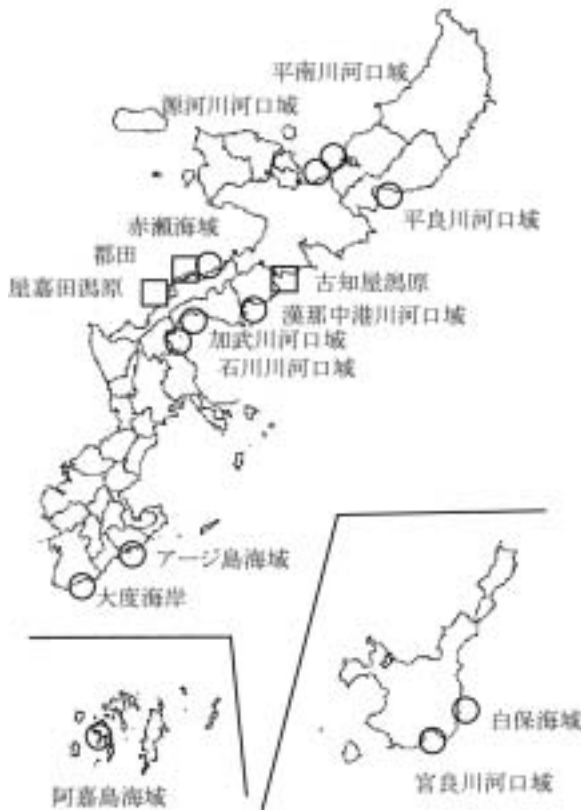 平南川河口域
源河川河口域
平良川河口域
赤瀬海域
都田
屋嘉田潟原
古知屋潟原
漢那中港川河口域
加武川河口域
石川川河口域
アージ島海域
大度海岸
白保海域
宮良川河口域
阿嘉島海域